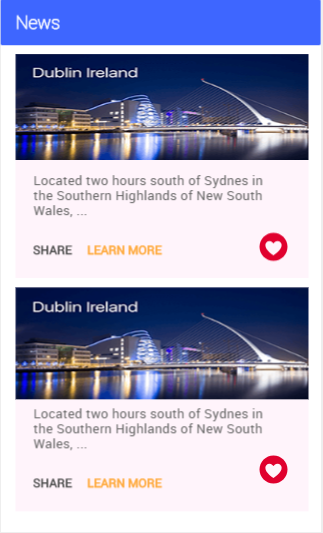 News
Dublin Ireland
Located two hours south of Sydnes in
the Southern Highlands of New South
Wales, ...
SHARE LEARN MORE
Dublin Ireland
Located two hours south of Sydnes in
the Southern Highlands of New South
Wales, ...
SHARE LEARN MORE